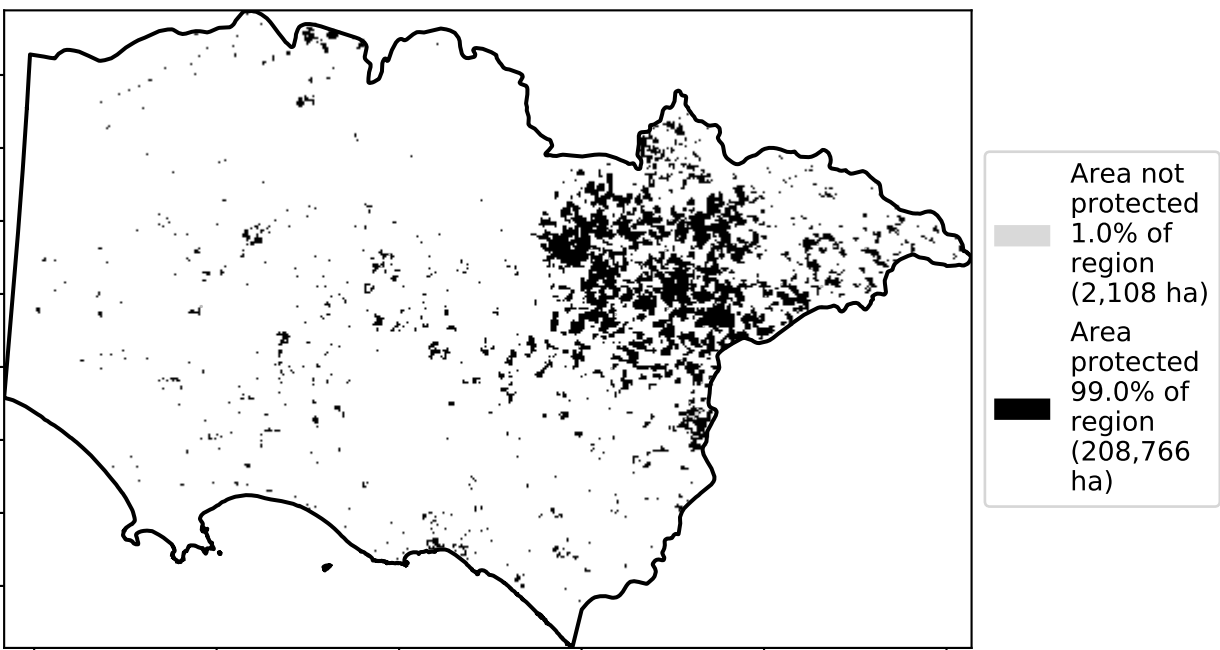 Area not
protected
1.0% of
region
(2,108 ha)
Area
protected
99.0% of
region
(208,766
ha)